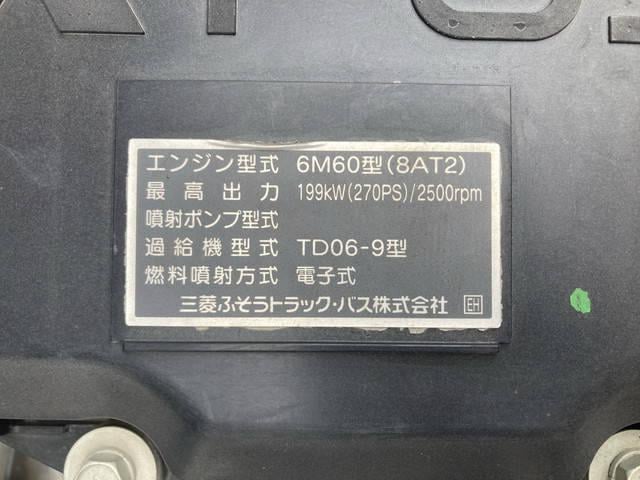 エンジン型式 6M60型(8AT2)
最高出力 199kW(270PS)/2500rpm
噴射ポンプ型式
過給機型式 TD06-9型
燃料噴射方式 電子式
三菱ふそうトラック・バス株式会社 EH